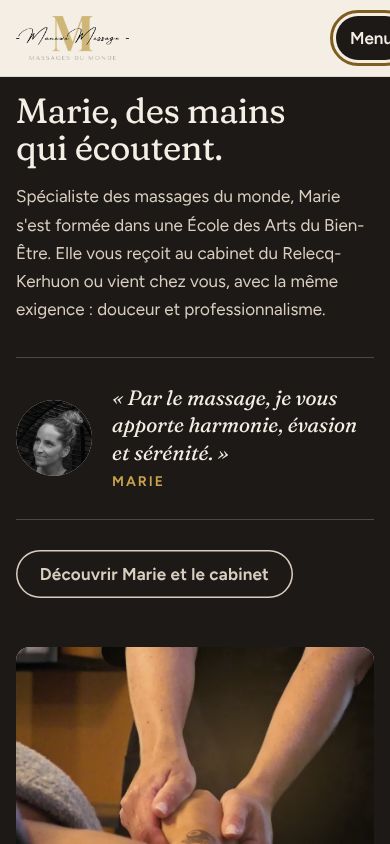 M
Manava Massage
MASSAGES DU MONDE
Menu
Marie, des mains
qui écoutent.
Spécialiste des massages du monde, Marie
s'est formée dans une École des Arts du Bien-
Être. Elle vous reçoit au cabinet du Relecq-
Kerhuon ou vient chez vous, avec la même
exigence : douceur et professionnalisme.
« Par le massage, je vous
apporte harmonie, évasion
et sérénité. »
MARIE
Découvrir Marie et le cabinet